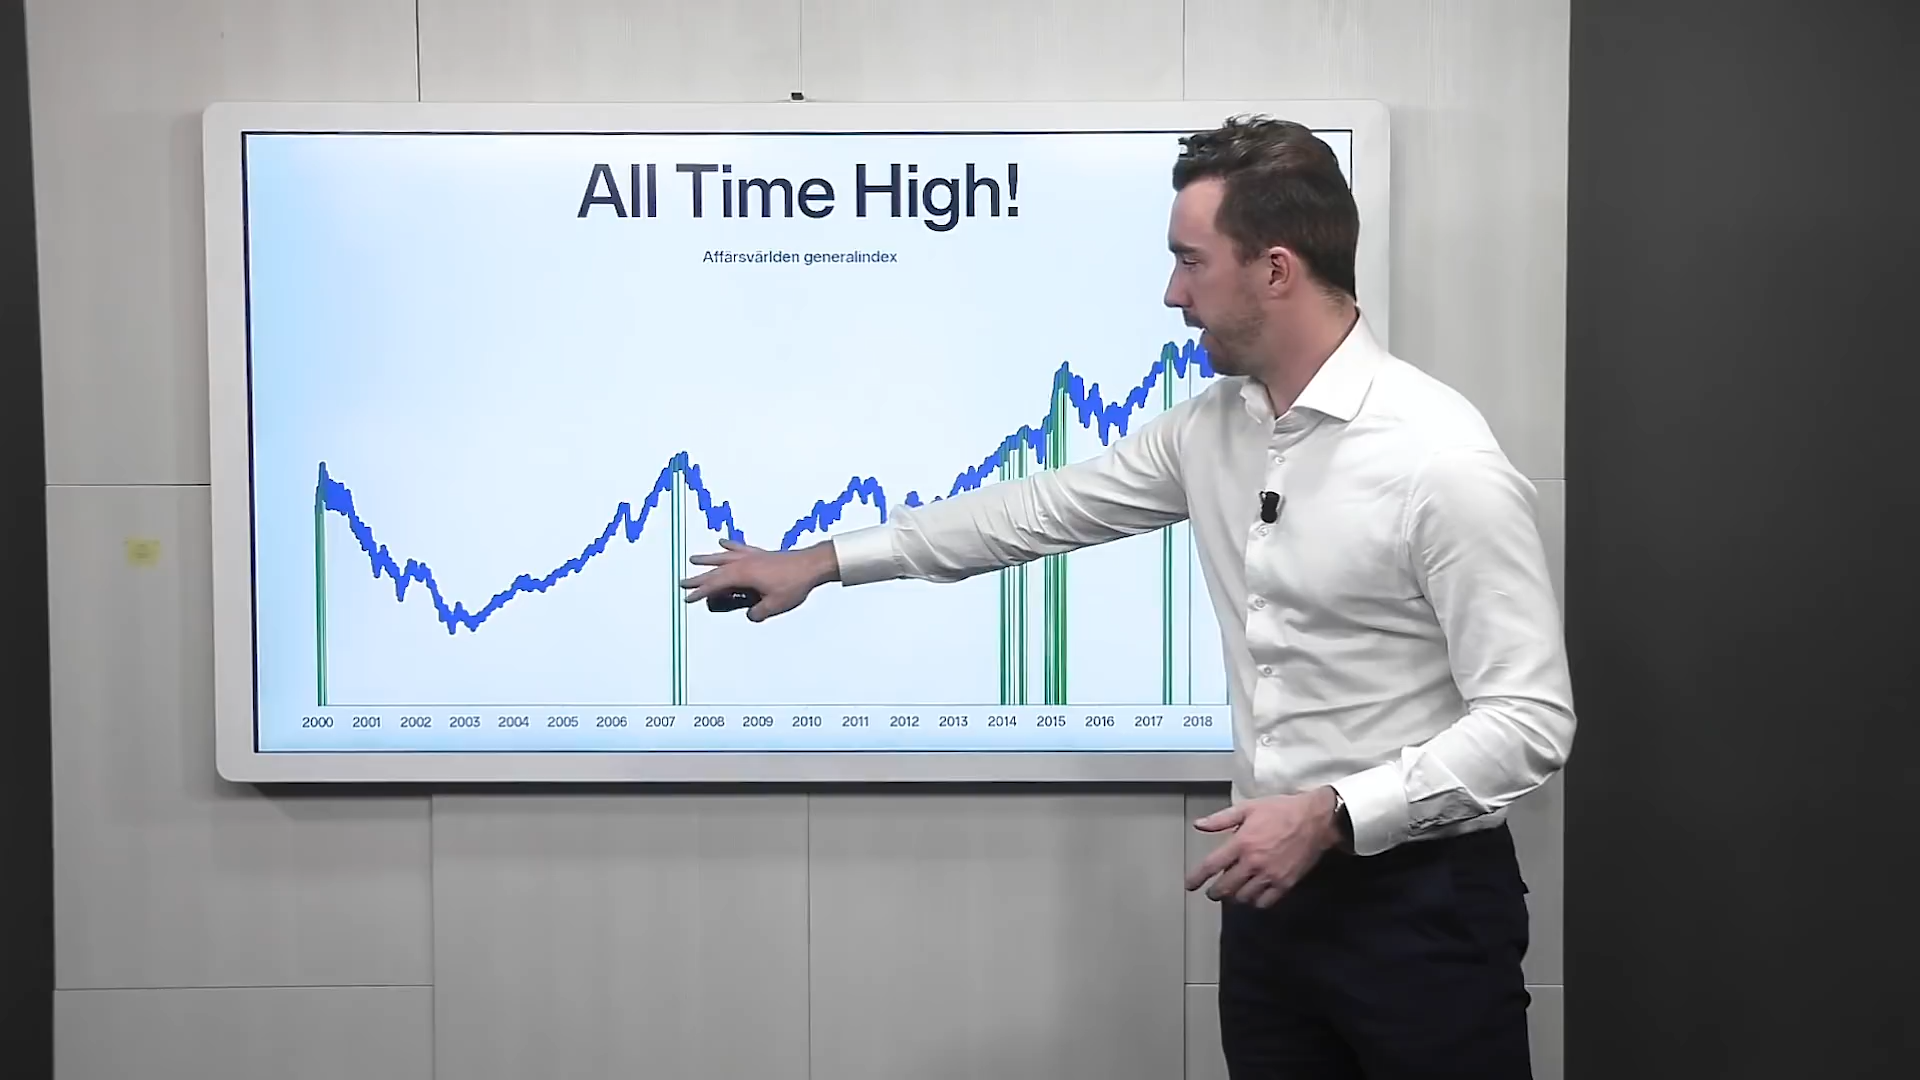 All Time High!
Affärsvärlden generalindex
2000 2001 2002 2003 2004 2005 2006 2007 2008 2009 2010 2011 2012 2013 2014 2015 2016 2017 2018